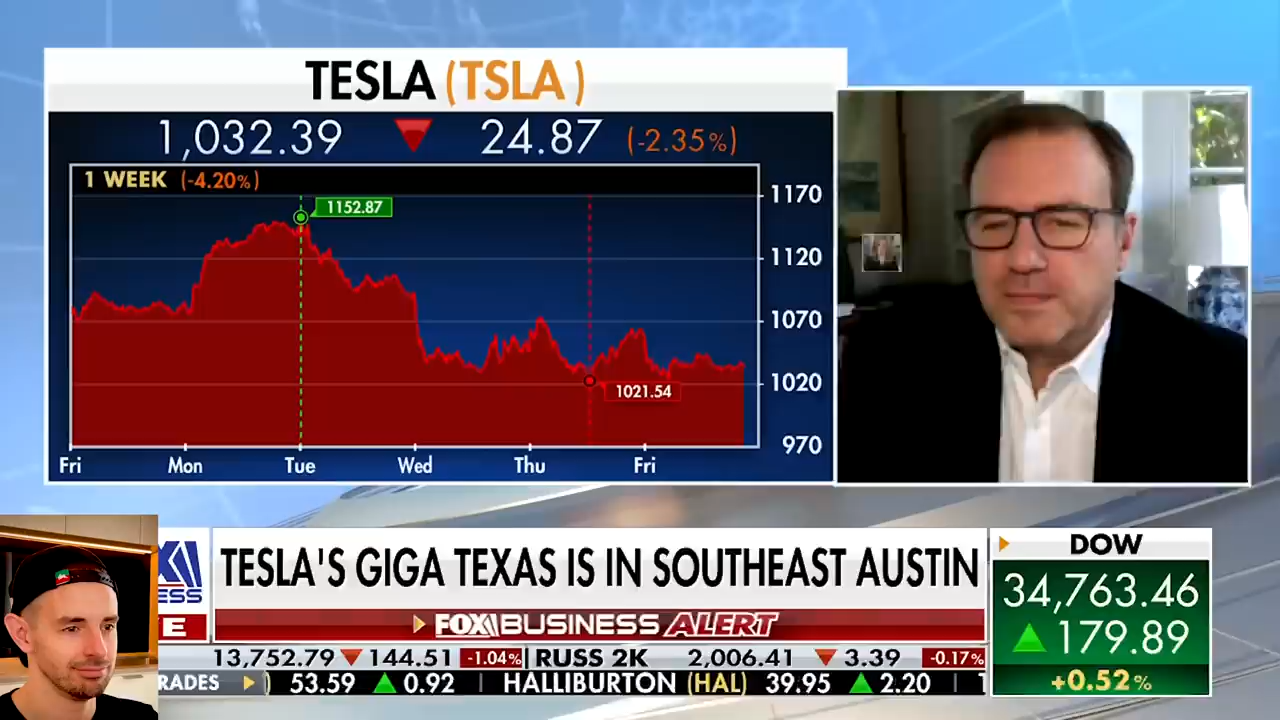 TESLA (TSLA )
1,032.39 ▼ 24.87 (-2.35%)
1 WEEK (-4.20%)
1152.87
1021.54
1170
1120
1070
1020
970
Fri Mon Tue Wed Thu Fri
ESS
E
TESLA'S GIGA TEXAS IS IN SOUTHEAST AUSTIN
FOX BUSINESS ALERT
DOW
34,763.46
▲ 179.89
+0.52%
13,752.79 ▼ 144.51 -1.04% RUSS 2K 2,006.41 ▼ 3.39 -0.17%
RADES ) 53.59 ▲ 0.92 | HALLIBURTON (HAL) 39.95 ▲ 2.20 |